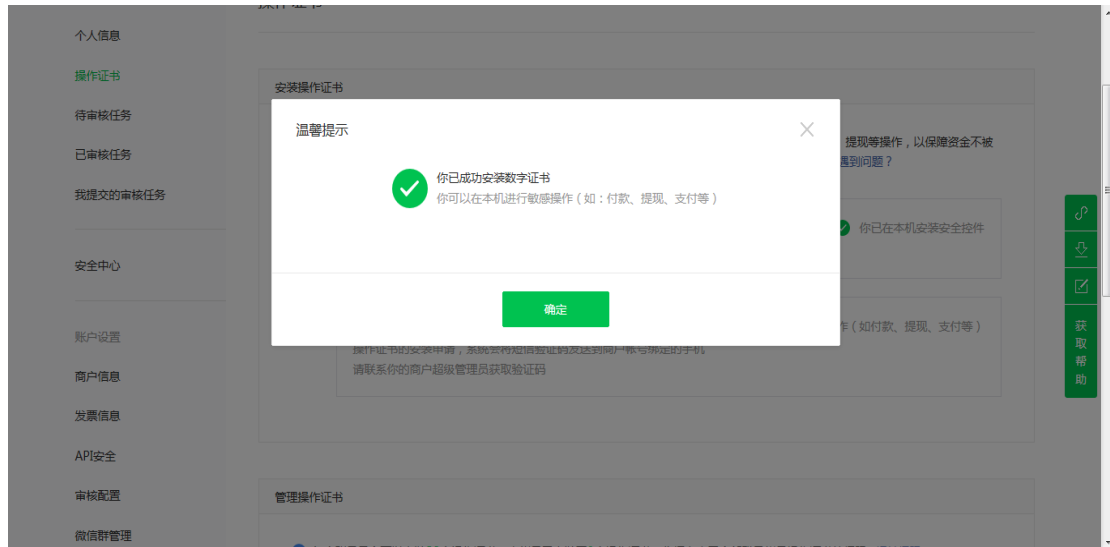 个人信息
操作证书
待审核任务
已审核任务
我提交的审核任务
安全中心
账户设置
商户信息
发票信息
API安全
审核配置
微信群管理
安装操作证书
提现等操作，以保障资金不被
遇到问题？
你已在本机安装安全控件
温馨提示
你已成功安装数字证书
你可以在本机进行敏感操作（如：付款、提现、支付等）
确定
作（如付款、提现、支付等）
操作证书的安装申请，系统会将短信验证码发送到商户帐号绑定的手机
请联系你的商户超级管理员获取验证码
管理操作证书
获取帮助